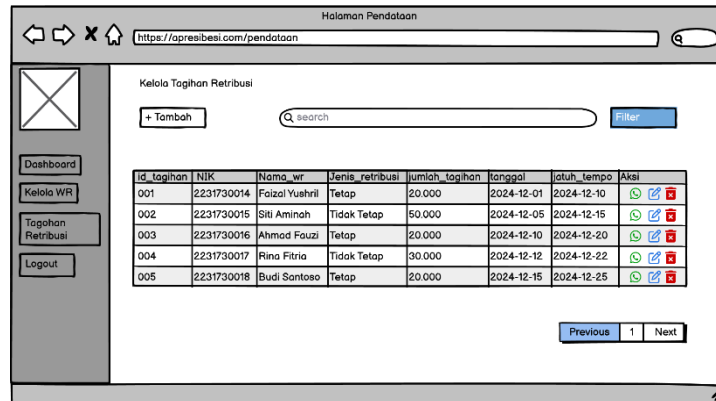 Halaman Pendataan
https://apresibesi.com/pendataan
Kelola Tagihan Retribusi
+ Tambah
search
Filter
Dashboard
Kelola WR
Tagohan
Retribusi
Logout
id_tagihan NIK Nama_wr Jenis_retribusi jumlah_tagihan tanggal jatuh_tempo Aksi
001 2231730014 Faizal Yushril Tetap 20.000 2024-12-01 2024-12-10
002 2231730015 Siti Aminah Tidak Tetap 50.000 2024-12-05 2024-12-15
003 2231730016 Ahmad Fauzi Tetap 20.000 2024-12-10 2024-12-20
004 2231730017 Rina Fitria Tidak Tetap 30.000 2024-12-12 2024-12-22
005 2231730018 Budi Santoso Tetap 20.000 2024-12-15 2024-12-25
Previous 1 Next